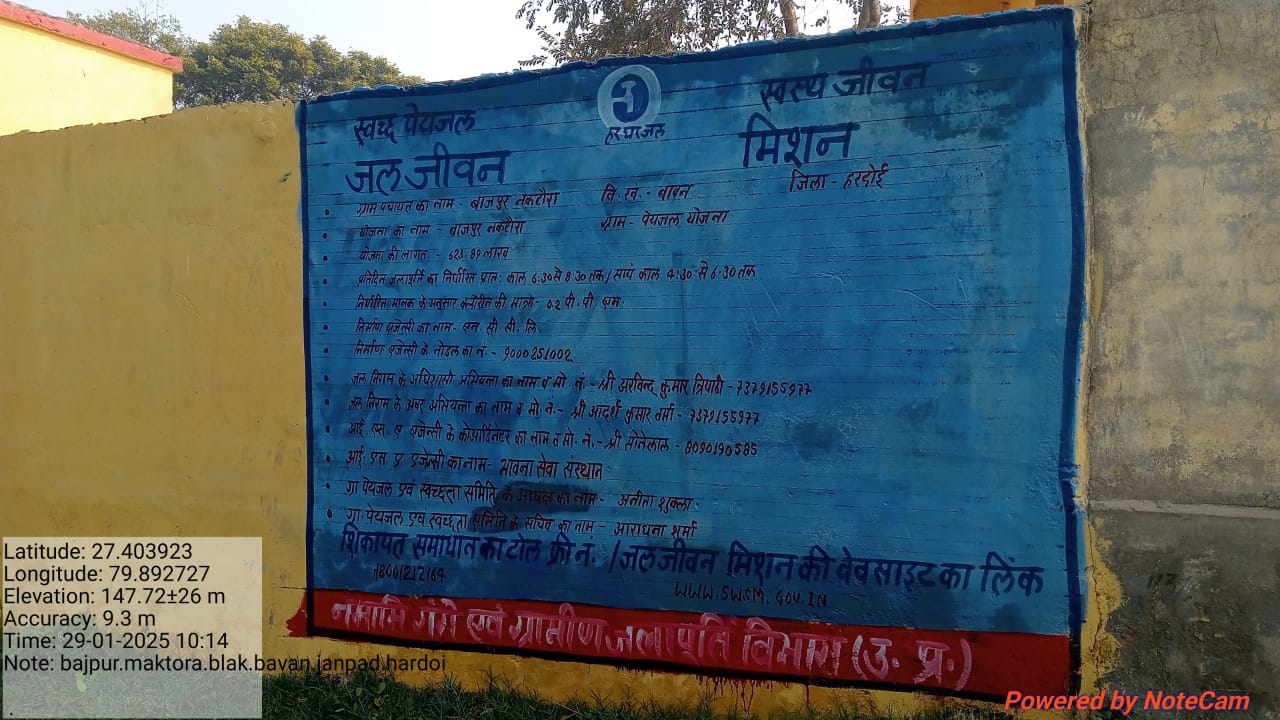 स्वच्छ पेयजल
स्वस्थ जीवन
हर घर जल
जल जीवन मिशन
ग्राम पंचायत का नाम - बाजपुर नकटौरा वि. खं. - बावन जिला - हरदोई
योजना का नाम - बाजपुर नकटौरा ग्राम - पेयजल योजना
योजना की लागत - 623.89 लाख
प्रतिदिन जलापूर्ति का निर्धारित प्रात: काल 6:30 से 8:30 तक / सायं काल 4:30 से 6:30 तक
निर्धारित मानक के अनुसार क्लोरीन की मात्रा - 0.2 पी. पी. एम.
निर्माण एजेन्सी का नाम - एन. सी. सी. लि.
निर्माण एजेन्सी के नोडल का नं. - 9000251002
जल निगम के अधिशासी अभियन्ता का नाम व मो. नं. - श्री अरविन्द कुमार त्रिपाठी - 7379155977
जल निगम के अवर अभियन्ता का नाम व मो. नं. - श्री आदर्श कुमार वर्मा - 7379155977
आई. एस. ए. एजेन्सी के कोआर्डिनेटर का नाम व मो. नं. - श्री सोनेलाल - 8090190585
आई. एस. ए एजेन्सी का नाम - भावना सेवा संस्थान
ग्रा पेयजल एवं स्वच्छता समिति के अध्यक्ष का नाम - अनीता शुक्ला
ग्रा. पेयजल एवं स्वच्छता समिति के सचिव का नाम - आराधना शर्मा
शिकायत समाधान का टोल फ्री नं. / जल जीवन मिशन की वेबसाइट का लिंक
18001212164 WWW.SWSM.GOV.IN
नमामि गंगे एवं ग्रामीण जलापूर्ति विभाग (उ. प्र.)
Latitude: 27.403923
Longitude: 79.892727
Elevation: 147.72±26 m
Accuracy: 9.3 m
Time: 29-01-2025 10:14
Note: bajpur.maktora.blak.bavan.janpad.hardoi
Powered by NoteCam